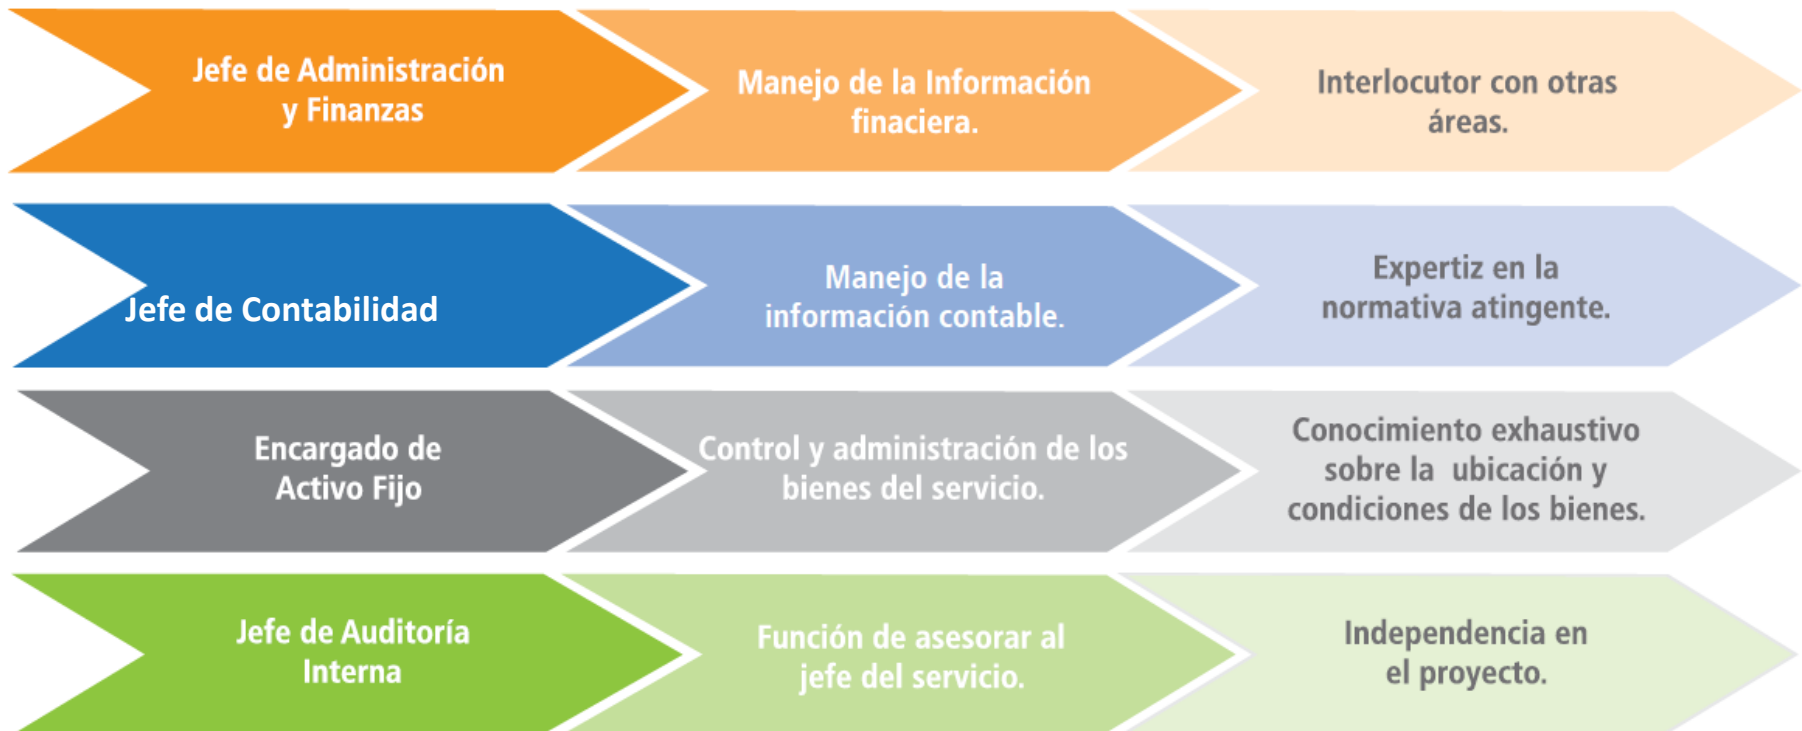 Jefe de Administración
y Finanzas
Manejo de la Información
finaciera.
Interlocutor con otras
áreas.
Jefe de Contabilidad
Manejo de la
información contable.
Expertiz en la
normativa atingente.
Encargado de
Activo Fijo
Control y administración de los
bienes del servicio.
Conocimiento exhaustivo
sobre la ubicación y
condiciones de los bienes.
Jefe de Auditoría
Interna
Función de asesorar al
jefe del servicio.
Independencia en
el proyecto.